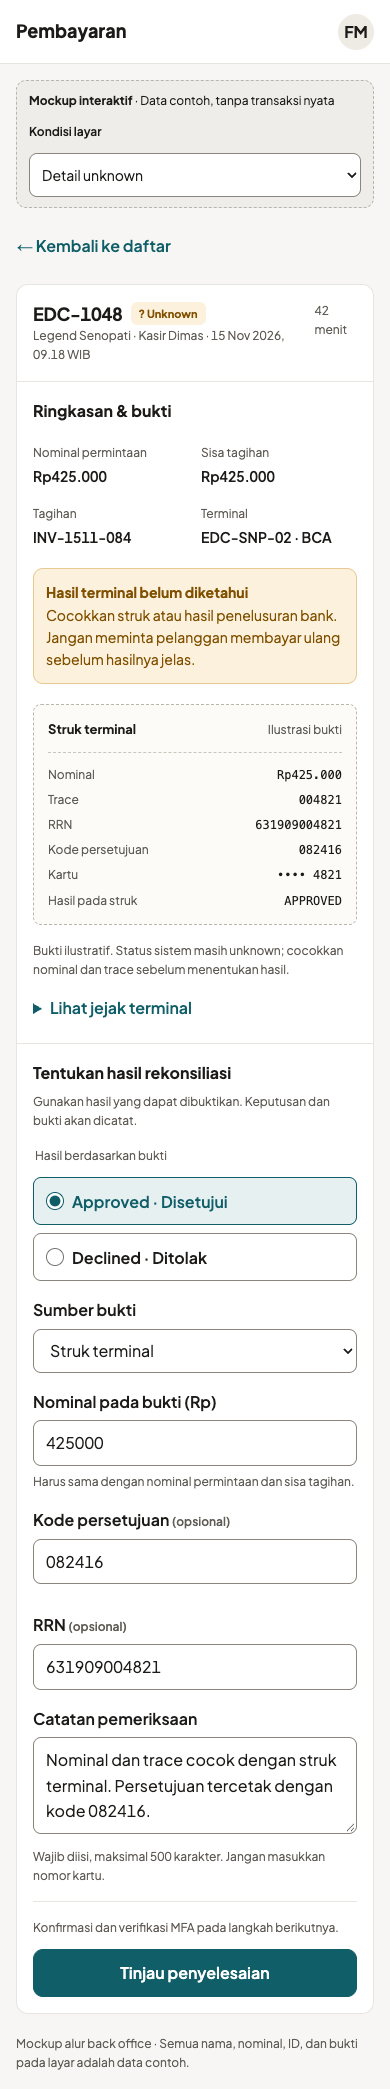 Pembayaran
FM
Mockup interaktif · Data contoh, tanpa transaksi nyata
Kondisi layar
Detail unknown
← Kembali ke daftar
EDC-1048 ? Unknown
42
menit
Legend Senopati · Kasir Dimas · 15 Nov 2026,
09.18 WIB
Ringkasan & bukti
Nominal permintaan
Rp425.000
Sisa tagihan
Rp425.000
Tagihan
INV-1511-084
Terminal
EDC-SNP-02 · BCA
Hasil terminal belum diketahui
Cocokkan struk atau hasil penelusuran bank.
Jangan meminta pelanggan membayar ulang
sebelum hasilnya jelas.
Struk terminal Ilustrasi bukti
Nominal Rp425.000
Trace 004821
RRN 631909004821
Kode persetujuan 082416
Kartu •••• 4821
Hasil pada struk APPROVED
Bukti ilustratif. Status sistem masih unknown; cocokkan
nominal dan trace sebelum menentukan hasil.
▶ Lihat jejak terminal
Tentukan hasil rekonsiliasi
Gunakan hasil yang dapat dibuktikan. Keputusan dan
bukti akan dicatat.
Hasil berdasarkan bukti
Approved · Disetujui
Declined · Ditolak
Sumber bukti
Struk terminal
Nominal pada bukti (Rp)
425000
Harus sama dengan nominal permintaan dan sisa tagihan.
Kode persetujuan (opsional)
082416
RRN (opsional)
631909004821
Catatan pemeriksaan
Nominal dan trace cocok dengan struk
terminal. Persetujuan tercetak dengan
kode 082416.
Wajib diisi, maksimal 500 karakter. Jangan masukkan
nomor kartu.
Konfirmasi dan verifikasi MFA pada langkah berikutnya.
Tinjau penyelesaian
Mockup alur back office · Semua nama, nominal, ID, dan bukti
pada layar adalah data contoh.